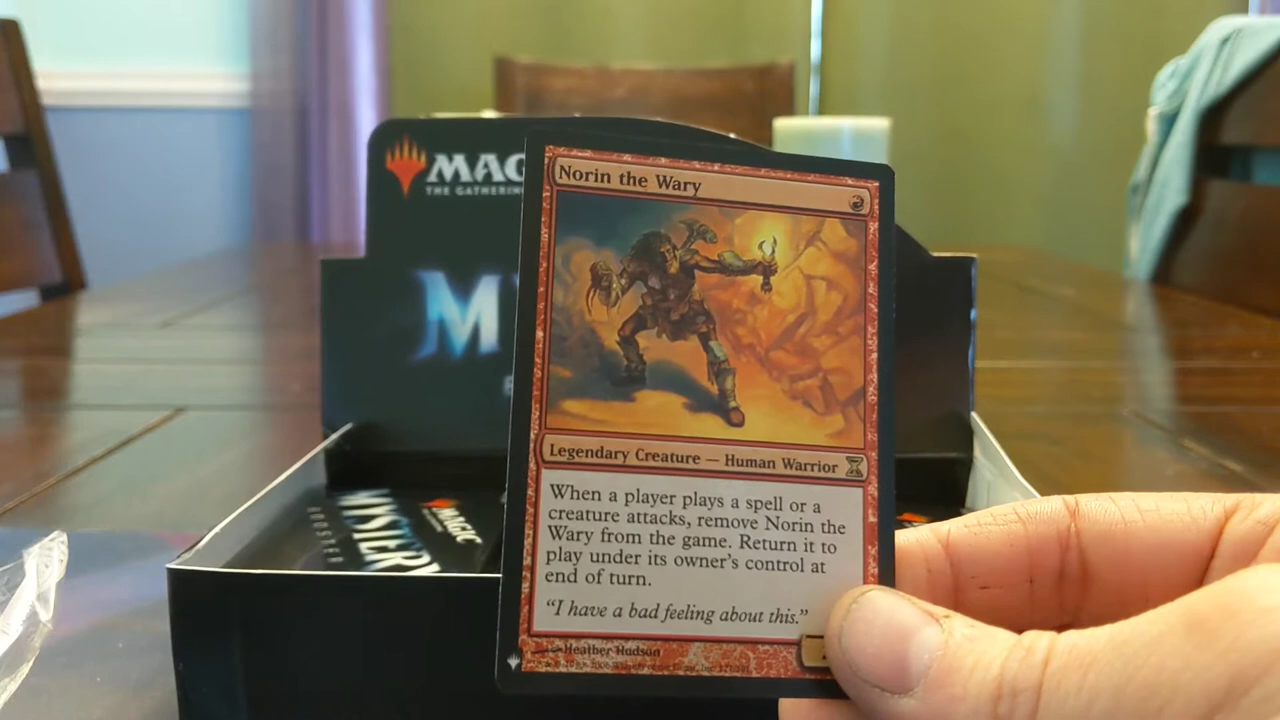 MAG
THE GATHERIN
MY
Norin the Wary
Legendary Creature — Human Warrior
When a player plays a spell or a
creature attacks, remove Norin the
Wary from the game. Return it to
play under its owner's control at
end of turn.
"I have a bad feeling about this."
Heather Hudson
MAGIC
MYSTERY
BOOSTER